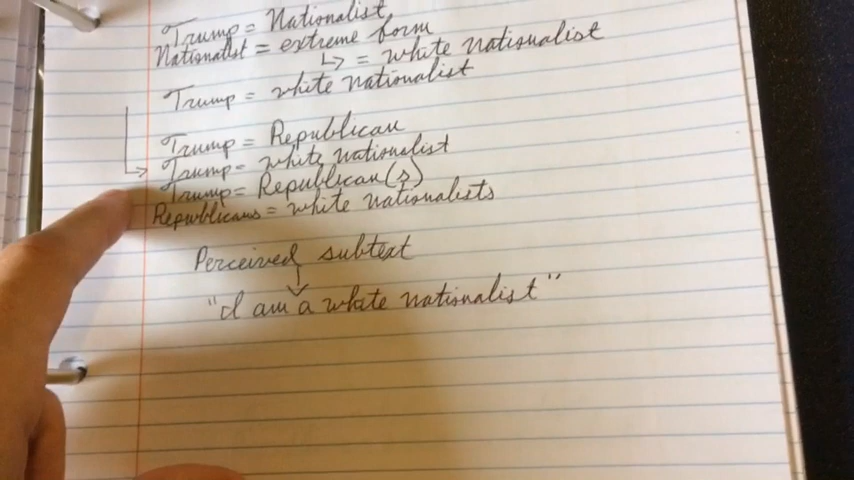 Trump = Nationalist
Nationalist = extreme form
↳ = white nationalist
Trump = white nationalist
Trump = Republican
Trump = white nationalist
Trump = Republican(s)
Republicans = white nationalists
Perceived subtext
"I am a white nationalist"